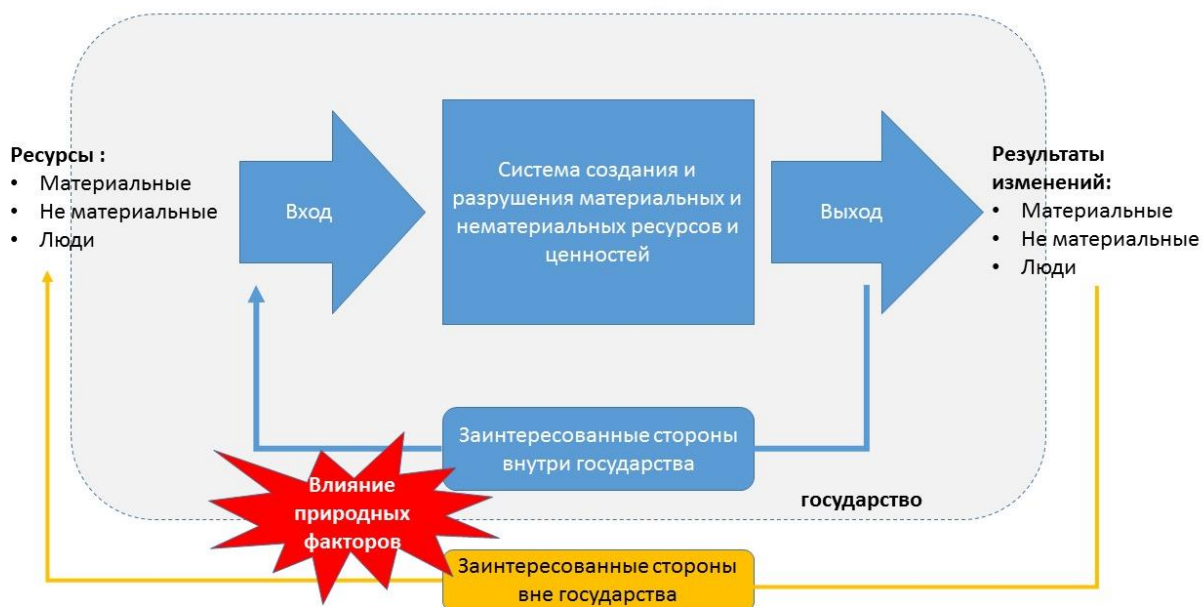 Ресурсы :
• Материальные
• Не материальные
• Люди
Вход
Система создания и
разрушения материальных и
нематериальных ресурсов и
ценностей
Выход
Результаты
изменений:
• Материальные
• Не материальные
• Люди
Заинтересованные стороны
внутри государства
Влияние
природных
факторов
государство
Заинтересованные стороны
вне государства